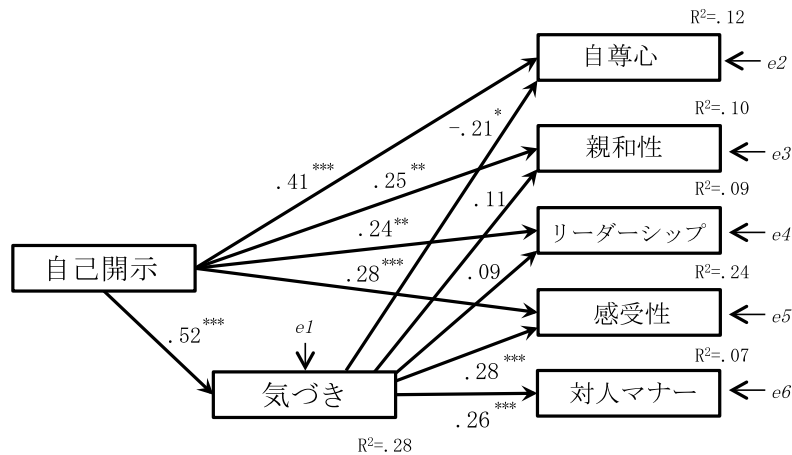 R²=.12
自尊心
e2
-.21*
R²=.10
親和性
e3
.41***
.25**
.11
R²=.09
.24**
リーダーシップ
e4
自己開示
.28***
.09
R²=.24
感受性
e5
.52***
e1
.28***
R²=.07
気づき
対人マナー
e6
.26***
R²=.28